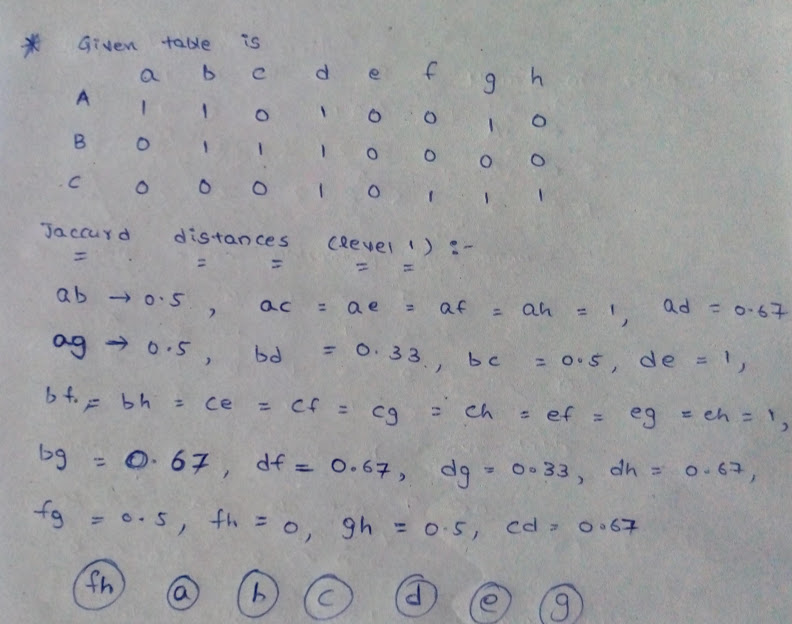 * Given table is
a b c d e f g h
A 1 1 0 1 0 0 1 0
B 0 1 1 1 0 0 0 0
C 0 0 0 1 0 1 1 1
Jaccurd distances (level 1) :-
ab → 0.5, ac = ae = af = ah = 1, ad = 0.67
ag → 0.5, bd = 0.33, bc = 0.5, de = 1,
bf = bh = ce = cf = cg = ch = ef = eg = eh = 1,
bg = 0.67, df = 0.67, dg = 0.33, dh = 0.67,
fg = 0.5, fh = 0, gh = 0.5, cd = 0.67
fh a b c d e g